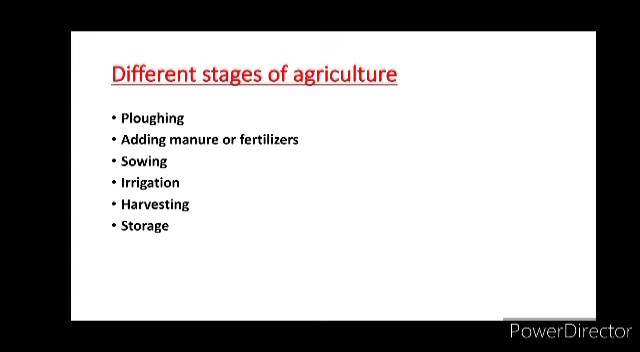 Different stages of agriculture
• Ploughing
• Adding manure or fertilizers
• Sowing
• Irrigation
• Harvesting
• Storage
PowerDirector